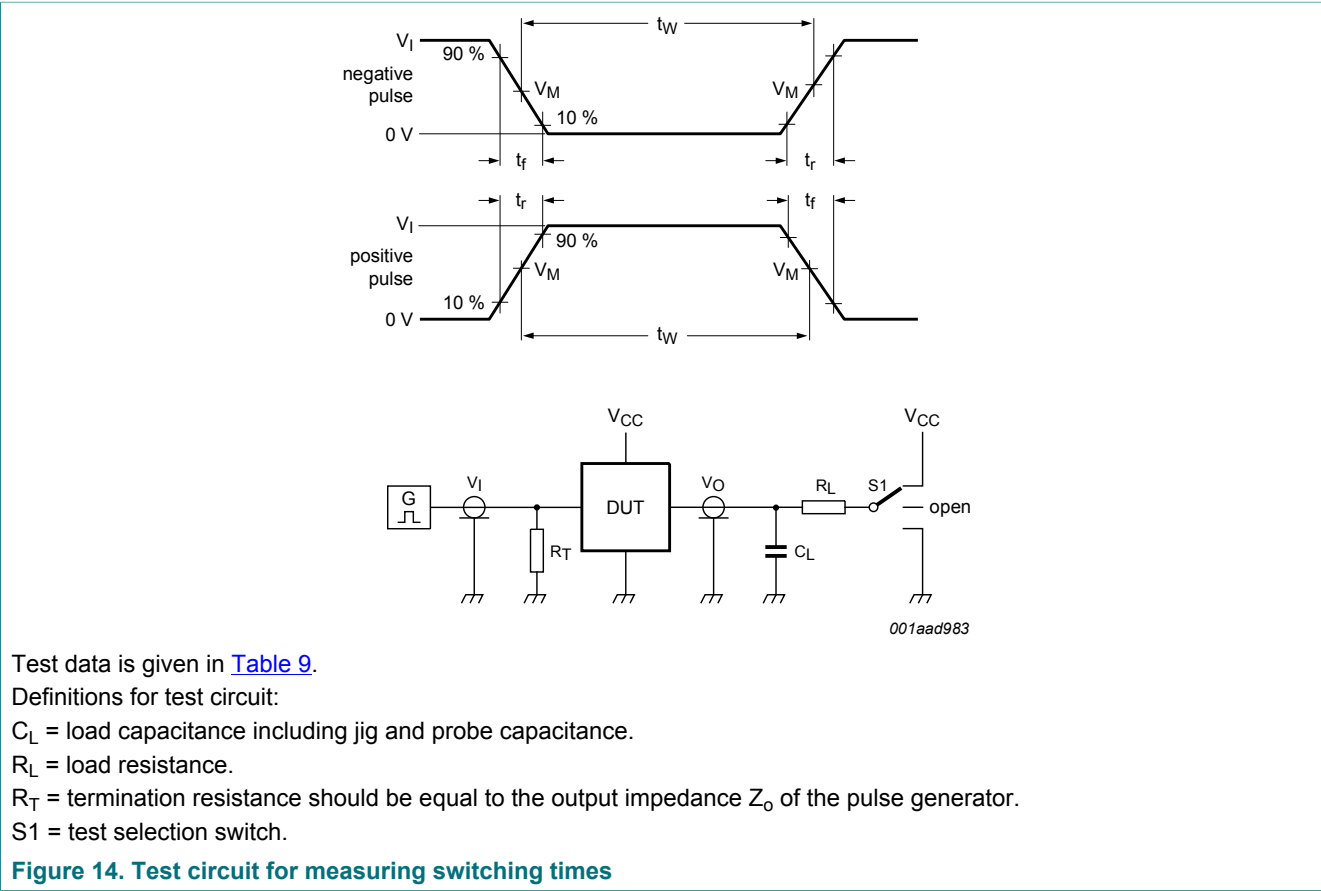 tW
VI
90 %
negative
pulse
VM
VM
10 %
0 V
tf
tr
tr
tf
VI
90 %
positive
pulse
VM
VM
10 %
0 V
tW
VCC
VCC
G
VI
DUT
VO
RL
S1
open
RT
CL
001aad983
Test data is given in Table 9.
Definitions for test circuit:
CL = load capacitance including jig and probe capacitance.
RL = load resistance.
RT = termination resistance should be equal to the output impedance Zo of the pulse generator.
S1 = test selection switch.
Figure 14. Test circuit for measuring switching times